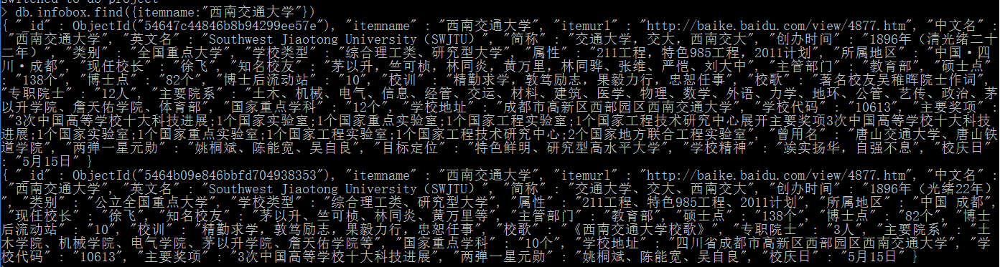 switched to db project
> db.infobox.find({itemname:"西南交通大学"})
{ "_id" : ObjectId("54647c44846b8b94299ee57e"), "itemname" : "西南交通大学", "itemurl" : "http://baike.baidu.com/view/4877.htm", "中文名" :
"西南交通大学", "英文名" : "Southwest Jiaotong University（SWJTU）", "简称" : "交通大学，交大，西南交大", "创办时间" : "1896年（清光绪二十
二年）, "类别" : "全国重点大学", "学校类型" : "综合理工类、研究型大学", "属性" : "211工程，特色985工程，2011计划", "所属地区" : "中国·四
川·成都", "现任校长" : "徐飞", "知名校友" : "茅以升，竺可桢，林同炎，黄万里，林同骅、张维、严恺、刘大中", "主管部门" : "教育部", "硕士点"
: "138个", "博士点" : "82个", "博士后流动站" : "10", "校训" : "精勤求学，敦笃励志，果毅力行，忠恕任事", "校歌" : "著名校友吴稚晖院士作词",
"专职院士" : "12人", "主要院系" : "土木、机械、电气、信息、经管、交运、材料、建筑、医学、物理、数学、外语、力学、地环、公管、艺传、政治、茅
以升学院、詹天佑学院、体育部", "国家重点学科" : "12个", "学校地址" : "成都市高新区西部园区西南交通大学", "学校代码" : "10613", "主要奖项" :
"3次中国高等学校十大科技进展;1个国家实验室;1个国家重点实验室;1个国家工程实验室;1个国家工程技术研究中心展开主要奖项3次中国高等学校十大科技
进展;1个国家实验室;1个国家重点实验室;1个国家工程实验室;1个国家工程技术研究中心;2个国家地方联合工程实验室", "曾用名" : "唐山交通大学、唐山铁
道学院", "两弹一星元勋" : "姚桐斌、陈能宽、吴自良", "目标定位" : "特色鲜明、研究型高水平大学", "学校精神" : "竢实扬华，自强不息", "校庆日"
: "5月15日" }
{ "_id" : ObjectId("5464b09e846bbfd704938353"), "itemname" : "西南交通大学", "itemurl" : "http://baike.baidu.com/view/4877.htm", "中文名" :
"西南交通大学", "英文名" : "Southwest Jiaotong University（SWJTU）", "简称" : "交通大学、交大、西南交大", "创办时间" : "1896年（光绪22年）
", "类别" : "公立全国重点大学", "学校类型" : "综合理工类、研究型大学", "属性" : "211工程、特色985工程、2011计划", "所属地区" : "中国 成都",
"现任校长" : "徐飞", "知名校友" : "茅以升、竺可桢、林同炎、黄万里等", "主管部门" : "教育部", "硕士点" : "138个", "博士点" : "82个", "博士
后流动站" : "10", "校训" : "精勤求学，敦笃励志，果毅力行，忠恕任事", "校歌" : "《西南交通大学校歌》", "专职院士" : "3人", "主要院系" : "土
木学院、机械学院、电气学院、茅以升学院、詹天佑学院等", "国家重点学科" : "10个", "学校地址" : "四川省成都市高新区西部园区西南交通大学", "学
校代码" : "10613", "主要奖项" : "3次中国高等学校十大科技进展", "两弹一星元勋" : "姚桐斌、陈能宽、吴自良", "校庆日" : "5月15日" }